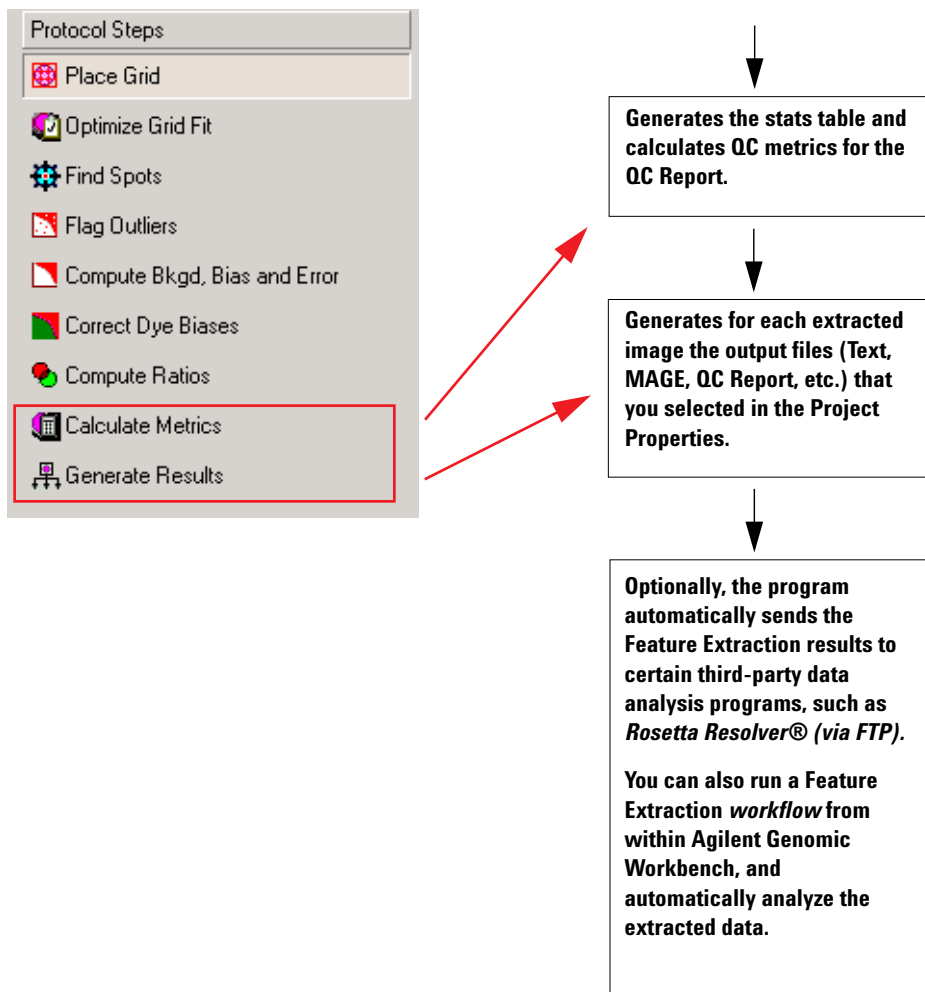 Protocol Steps
Place Grid
Optimize Grid Fit
Find Spots
Flag Outliers
Compute Bkgd, Bias and Error
Correct Dye Biases
Compute Ratios
Calculate Metrics
Generate Results
Generates the stats table and
calculates QC metrics for the
QC Report.
Generates for each extracted
image the output files (Text,
MAGE, QC Report, etc.) that
you selected in the Project
Properties.
Optionally, the program
automatically sends the
Feature Extraction results to
certain third-party data
analysis programs, such as
Rosetta Resolver® (via FTP).
You can also run a Feature
Extraction workflow from
within Agilent Genomic
Workbench, and
automatically analyze the
extracted data.